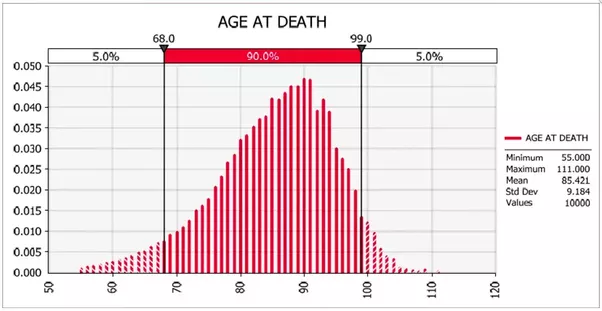 AGE AT DEATH
68.0 99.0
5.0% 90.0% 5.0%
0.050
0.045
0.040
0.035
0.030
0.025
0.020
0.015
0.010
0.005
0.000
50 60 70 80 90 100 110 120
AGE AT DEATH
Minimum 55.000
Maximum 111.000
Mean 85.421
Std Dev 9.184
Values 10000